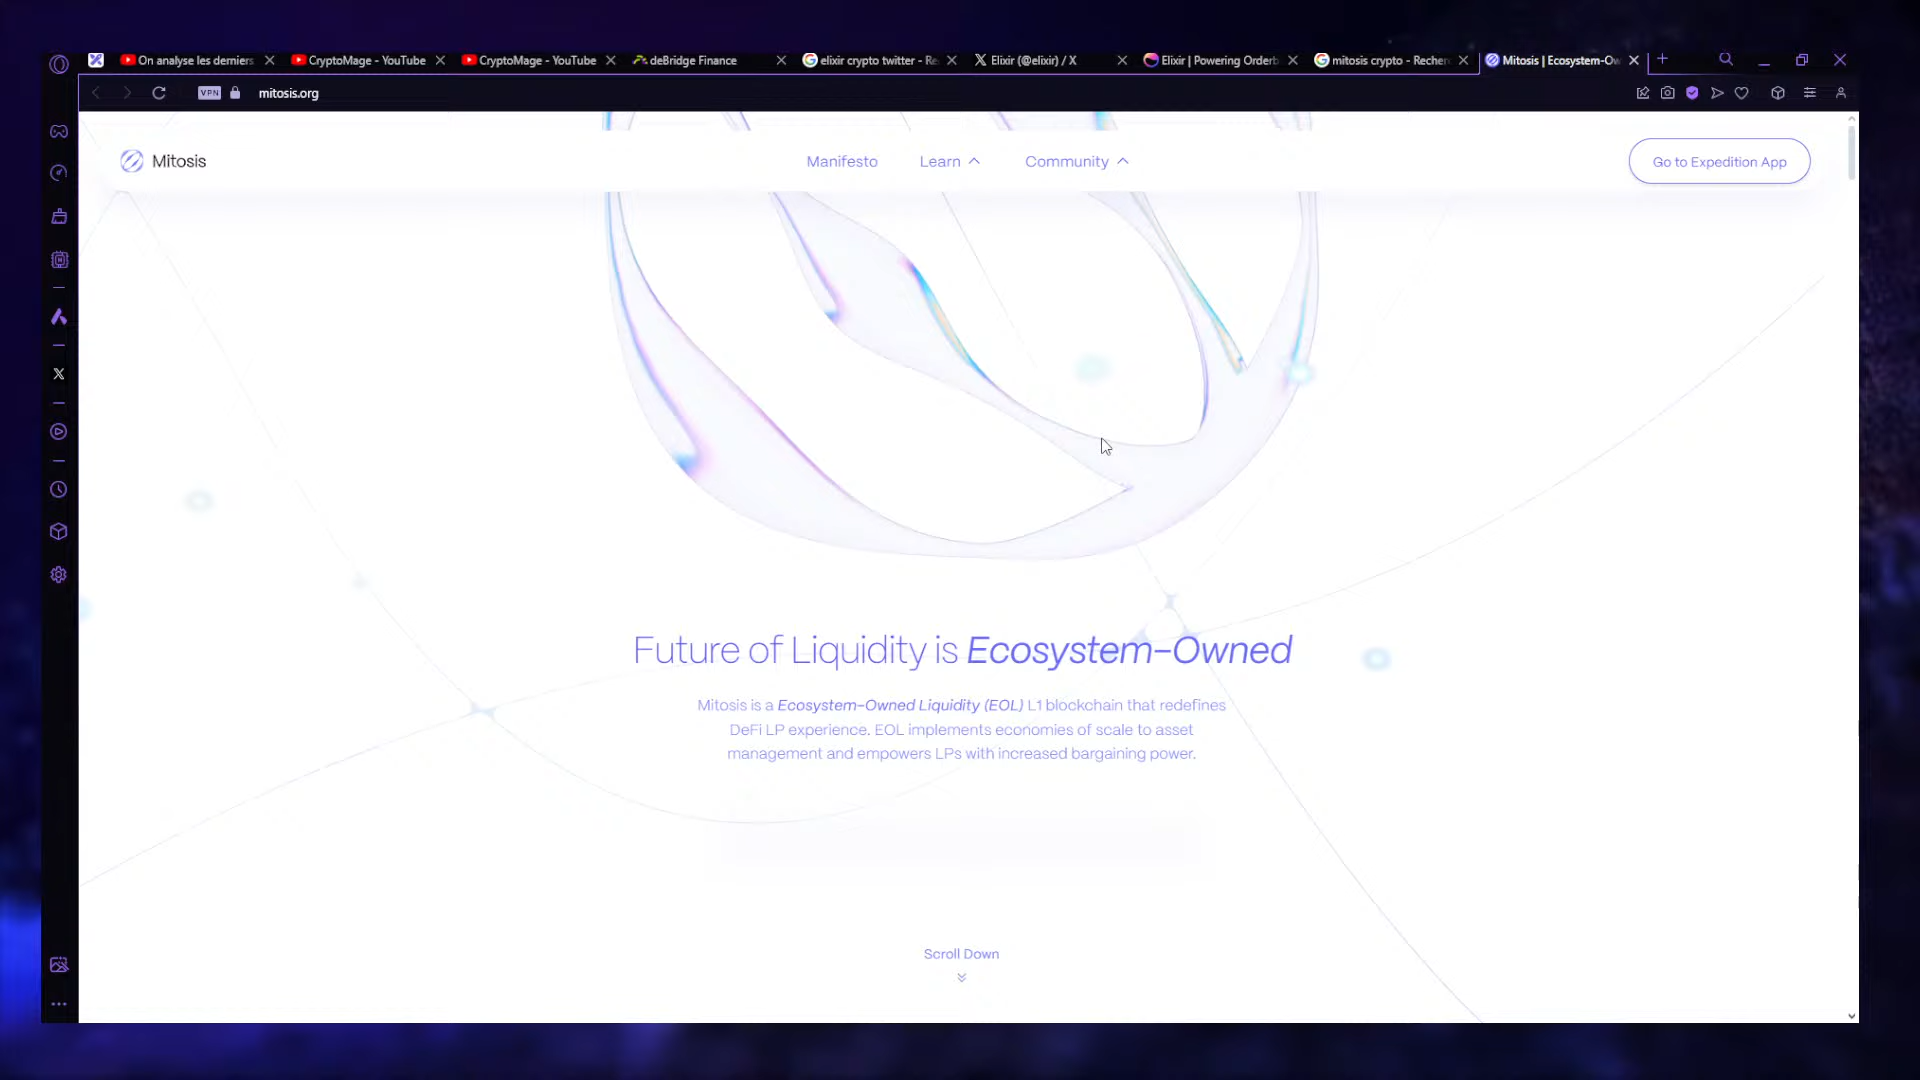 On analyse les derniers
CryptoMage - YouTube
CryptoMage - YouTube
deBridge Finance
elixir crypto twitter - Re
Elixir (@elixir) / X
Elixir | Powering Orderb
mitosis crypto - Recher
Mitosis | Ecosystem-Ow
VPN
mitosis.org
Mitosis
Manifesto
Learn
Community
Go to Expedition App
Future of Liquidity is Ecosystem-Owned
Mitosis is a Ecosystem-Owned Liquidity (EOL) L1 blockchain that redefines
DeFi LP experience. EOL implements economies of scale to asset
management and empowers LPs with increased bargaining power.
Scroll Down